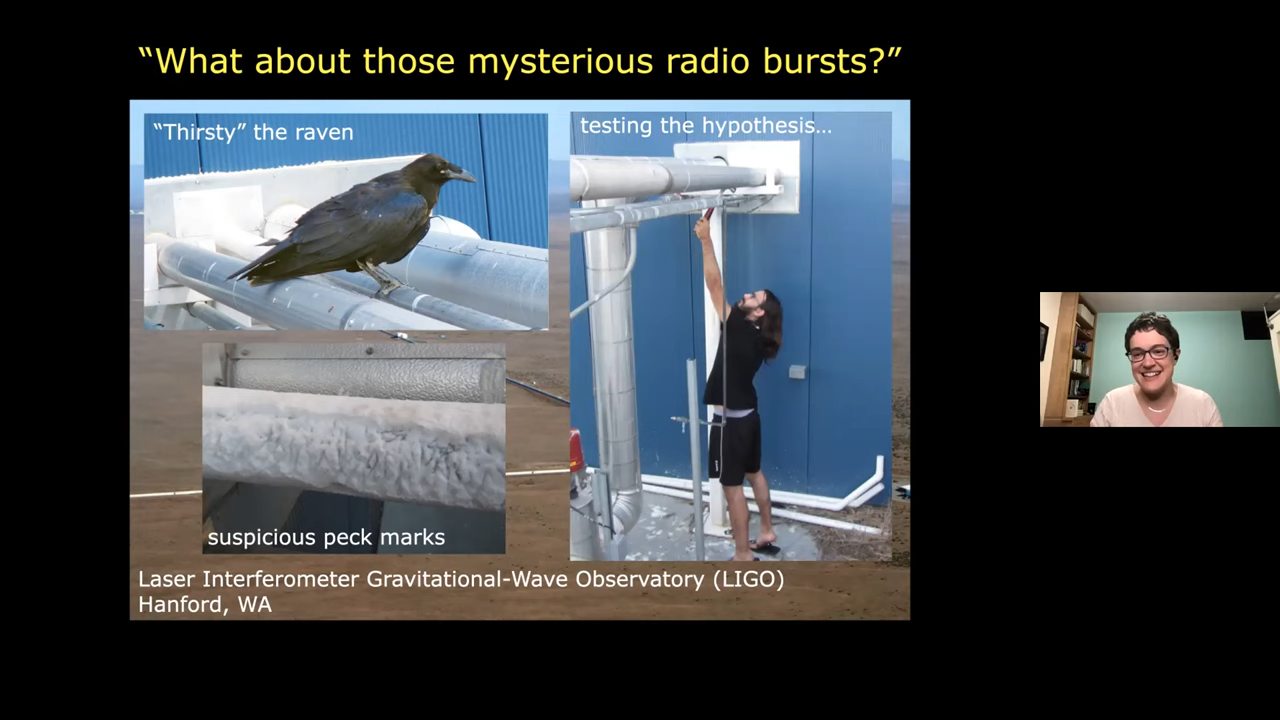 “What about those mysterious radio bursts?”
“Thirsty” the raven
testing the hypothesis...
suspicious peck marks
Laser Interferometer Gravitational-Wave Observatory (LIGO)
Hanford, WA